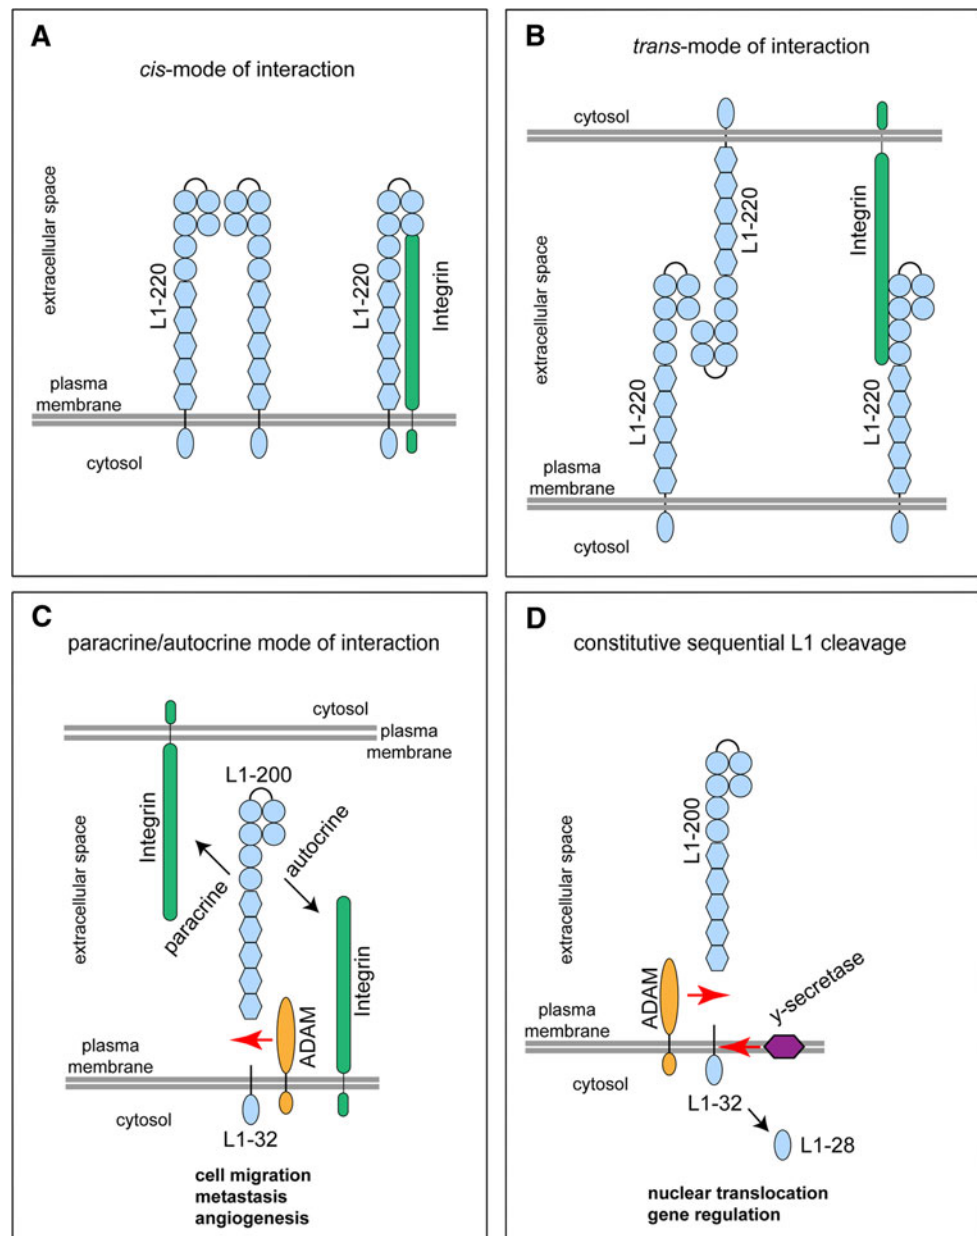 A
cis-mode of interaction
extracellular space
L1-220
L1-220
Integrin
plasma
membrane
cytosol
B
trans-mode of interaction
cytosol
extracellular space
L1-220
Integrin
L1-220
L1-220
plasma
membrane
cytosol
C
paracrine/autocrine mode of interaction
cytosol
plasma
membrane
L1-200
Integrin
extracellular space
paracrine
autocrine
Integrin
ADAM
plasma
membrane
cytosol
L1-32
cell migration
metastasis
angiogenesis
D
constitutive sequential L1 cleavage
extracellular space
L1-200
ADAM
y-secretase
plasma
membrane
cytosol
L1-32
L1-28
nuclear translocation
gene regulation